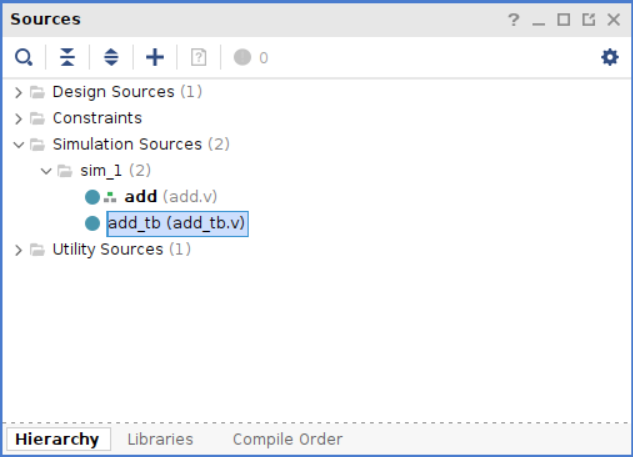 Sources
? 0
Design Sources (1)
Constraints
Simulation Sources (2)
sim_1 (2)
add (add.v)
add_tb (add_tb.v)
Utility Sources (1)
Hierarchy Libraries Compile Order